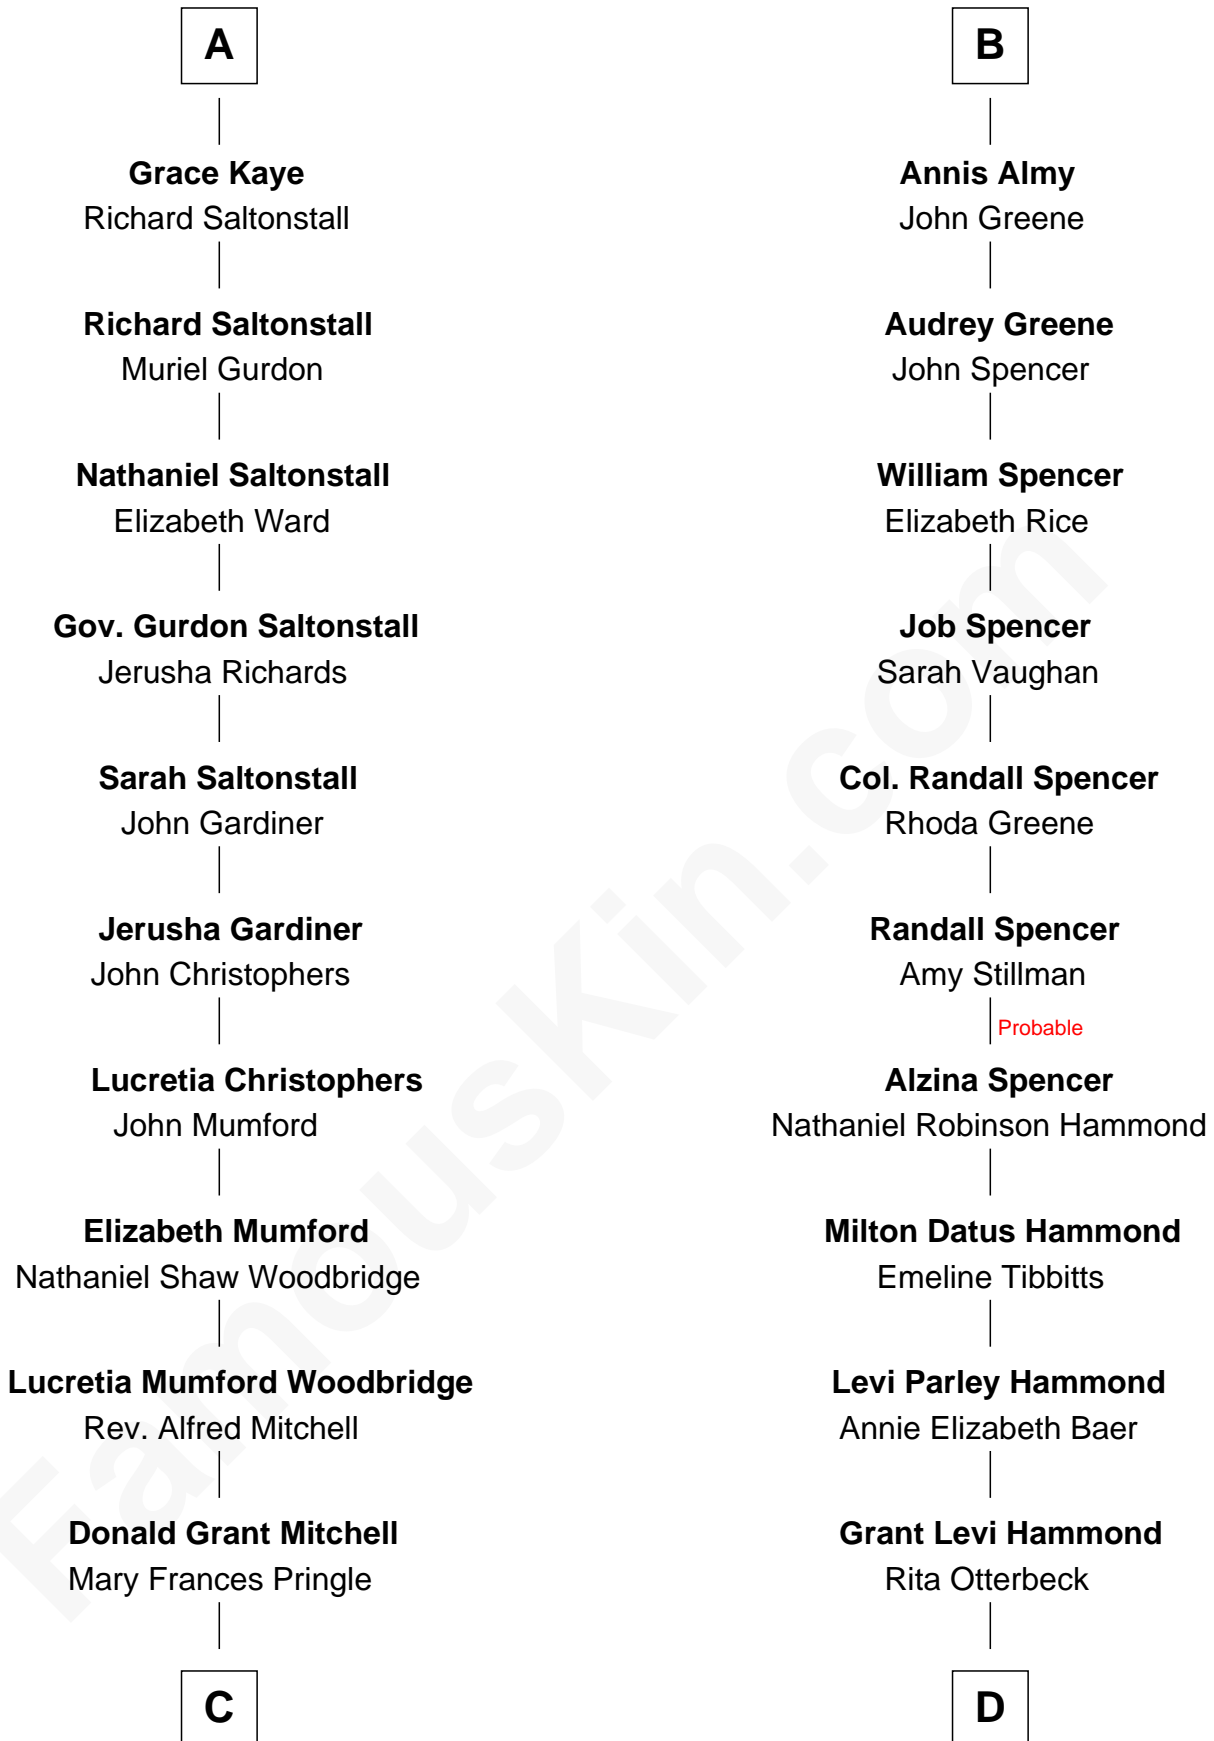 A
Grace Kaye
Richard Saltonstall
Richard Saltonstall
Muriel Gurdon
Nathaniel Saltonstall
Elizabeth Ward
Gov. Gurdon Saltonstall
Jerusha Richards
Sarah Saltonstall
John Gardiner
Jerusha Gardiner
John Christophers
Lucretia Christophers
John Mumford
Elizabeth Mumford
Nathaniel Shaw Woodbridge
Lucretia Mumford Woodbridge
Rev. Alfred Mitchell
Donald Grant Mitchell
Mary Frances Pringle
C
B
Annis Almy
John Greene
Audrey Greene
John Spencer
William Spencer
Elizabeth Rice
Job Spencer
Sarah Vaughan
Col. Randall Spencer
Rhoda Greene
Randall Spencer
Amy Stillman
Probable
Alzina Spencer
Nathaniel Robinson Hammond
Milton Datus Hammond
Emeline Tibbitts
Levi Parley Hammond
Annie Elizabeth Baer
Grant Levi Hammond
Rita Otterbeck
D
FamousKin.com